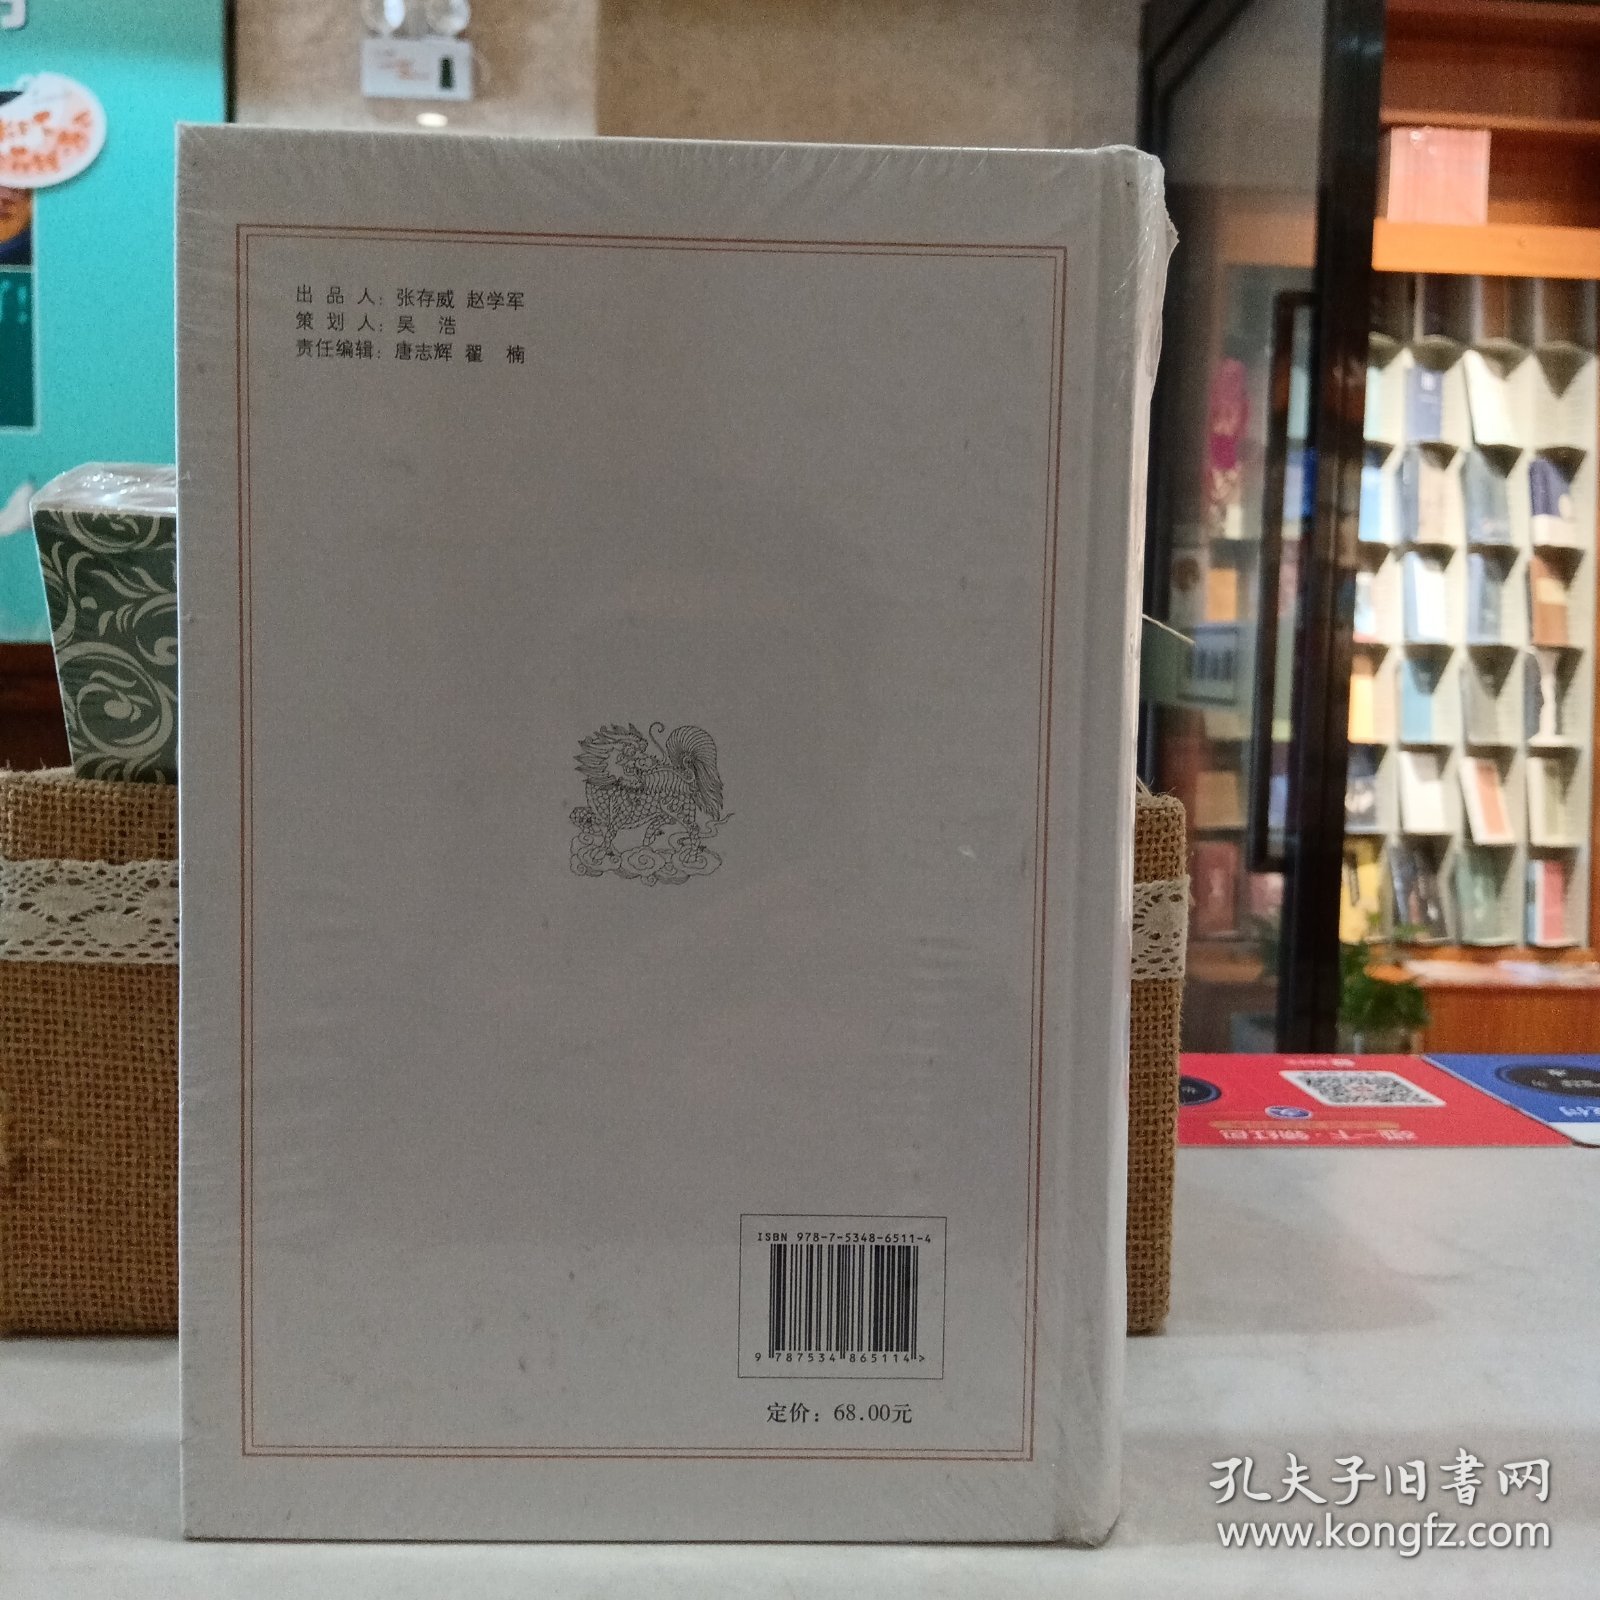 出 品 人：张存威 赵学军
策 划 人：吴 浩
责任编辑：唐志辉 翟 楠
ISBN 978-7-5348-6511-4
9 787534 865114 >
定价：68.00元
孔夫子旧书网
www.kongfz.com